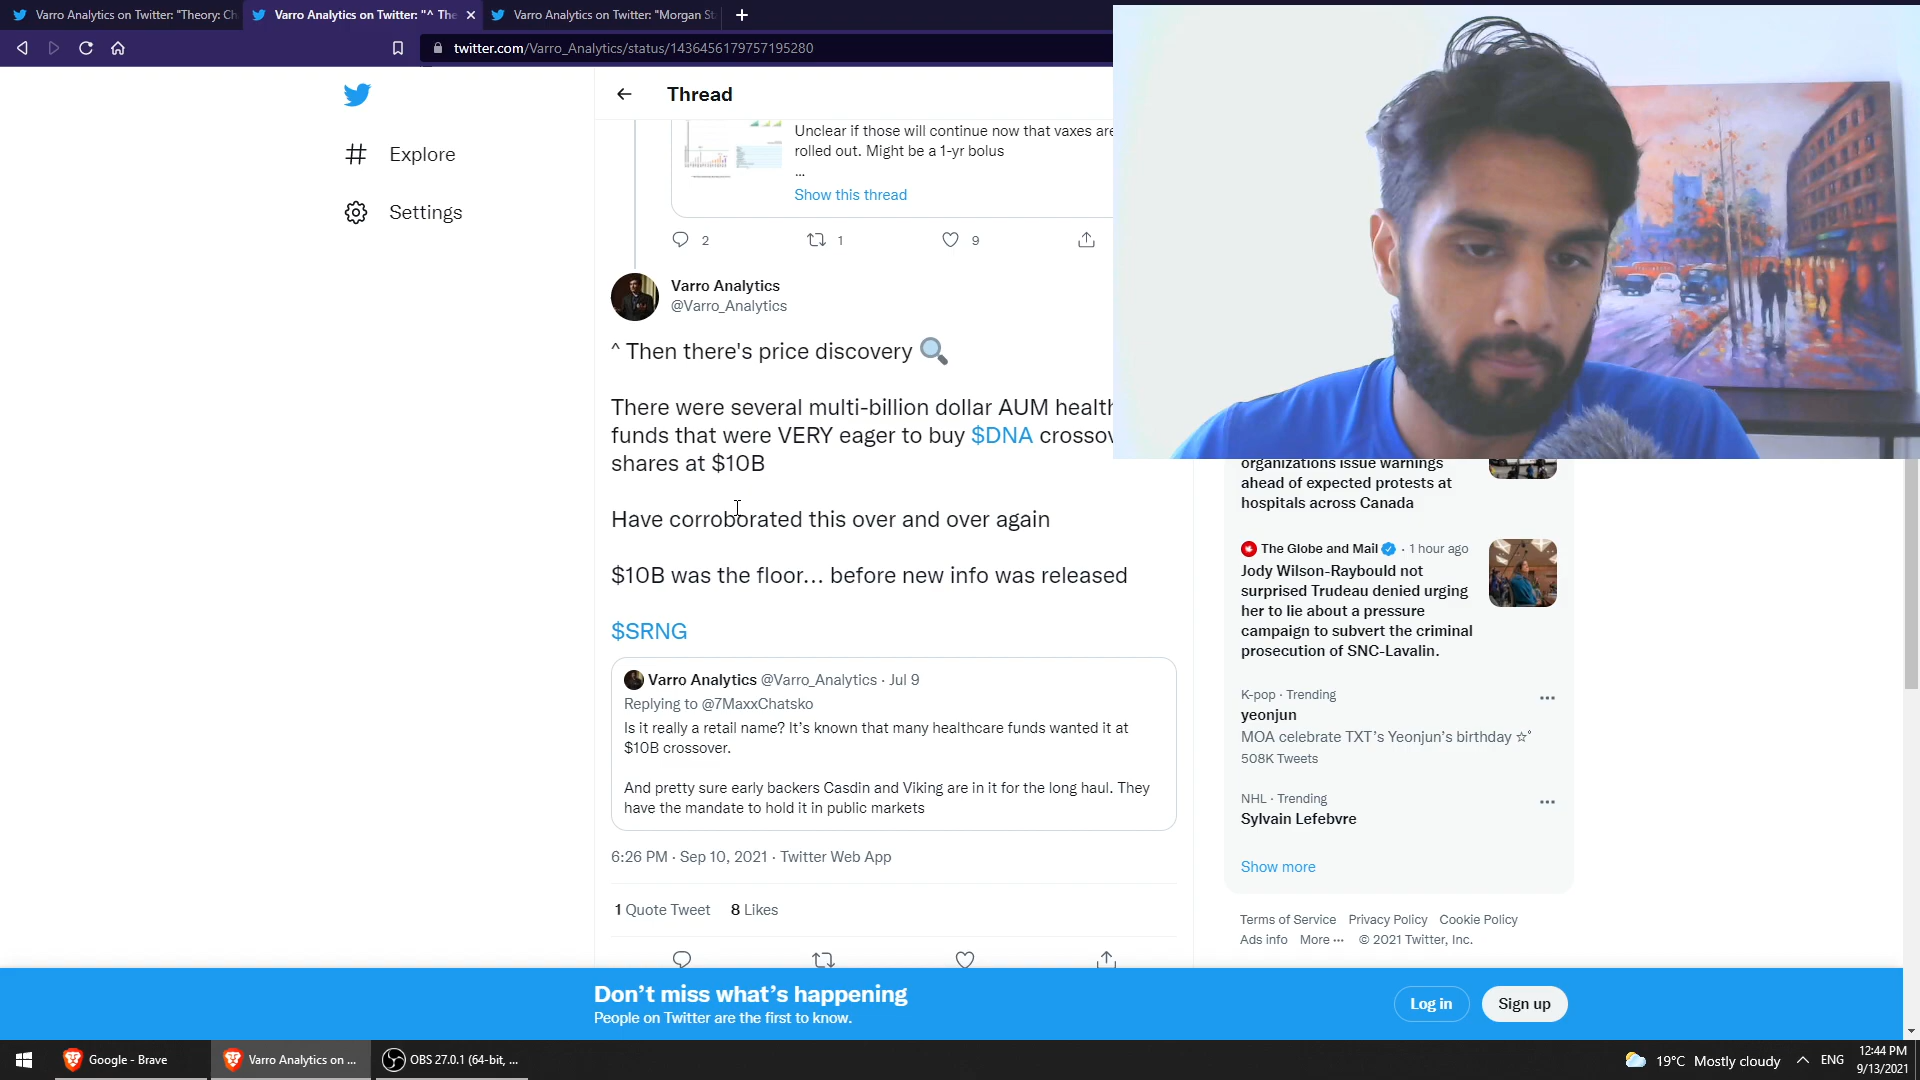 Varro Analytics on Twitter: "Theory: Ch
Varro Analytics on Twitter: "^ The
Varro Analytics on Twitter: "Morgan St
twitter.com/Varro_Analytics/status/1436456179757195280
Explore
Settings
Thread
Unclear if those will continue now that vaxes are
rolled out. Might be a 1-yr bolus
...
Show this thread
2
1
9
Varro Analytics
@Varro_Analytics
^ Then there's price discovery 🔍
There were several multi-billion dollar AUM health
funds that were VERY eager to buy $DNA crossov
shares at $10B
Have corroborated this over and over again
$10B was the floor... before new info was released
$SRNG
Varro Analytics @Varro_Analytics · Jul 9
Replying to @7MaxxChatsko
Is it really a retail name? It's known that many healthcare funds wanted it at
$10B crossover.
And pretty sure early backers Casdin and Viking are in it for the long haul. They
have the mandate to hold it in public markets
6:26 PM · Sep 10, 2021 · Twitter Web App
1 Quote Tweet 8 Likes
organizations issue warnings
ahead of expected protests at
hospitals across Canada
The Globe and Mail · 1 hour ago
Jody Wilson-Raybould not
surprised Trudeau denied urging
her to lie about a pressure
campaign to subvert the criminal
prosecution of SNC-Lavalin.
K-pop · Trending
yeonjun
MOA celebrate TXT's Yeonjun's birthday ☆°
508K Tweets
NHL · Trending
Sylvain Lefebvre
Show more
Terms of Service Privacy Policy Cookie Policy
Ads info More ··· © 2021 Twitter, Inc.
Don't miss what's happening
People on Twitter are the first to know.
Log in
Sign up
Google - Brave
Varro Analytics on ...
OBS 27.0.1 (64-bit, ...
19°C Mostly cloudy
ENG
12:44 PM
9/13/2021